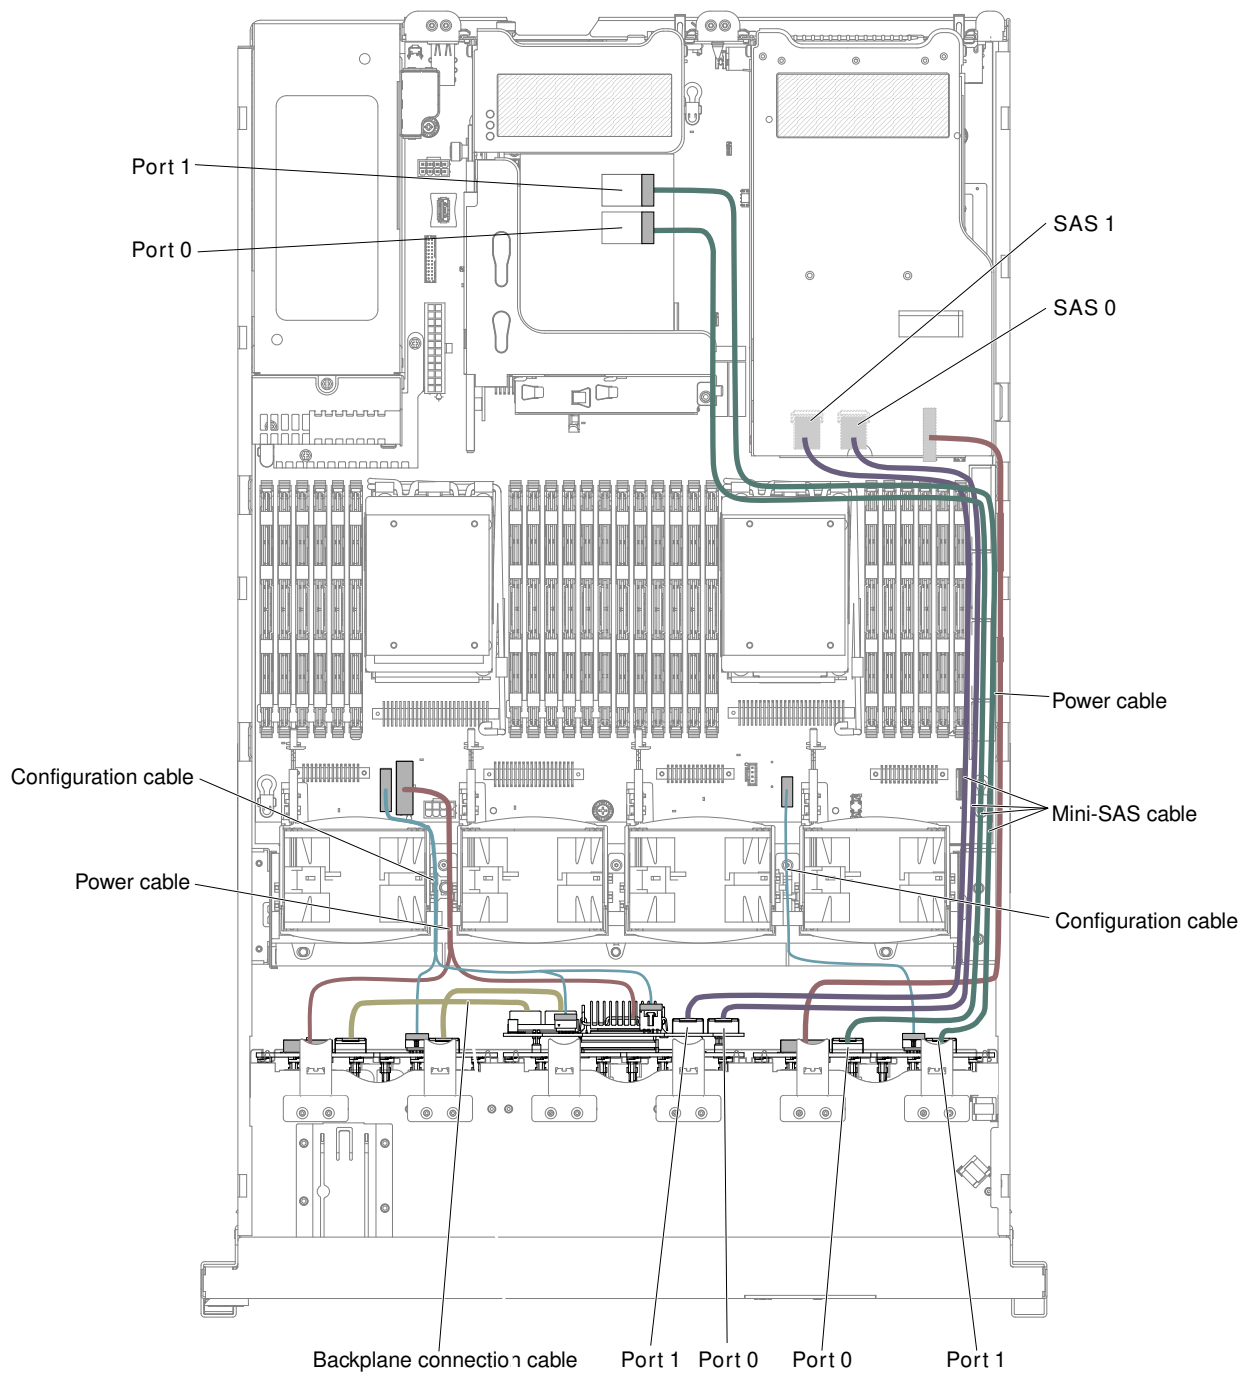 Port 1
Port 0
SAS 1
SAS 0
Power cable
Configuration cable
Mini-SAS cable
Power cable
Configuration cable
Backplane connection cable
Port 1
Port 0
Port 0
Port 1